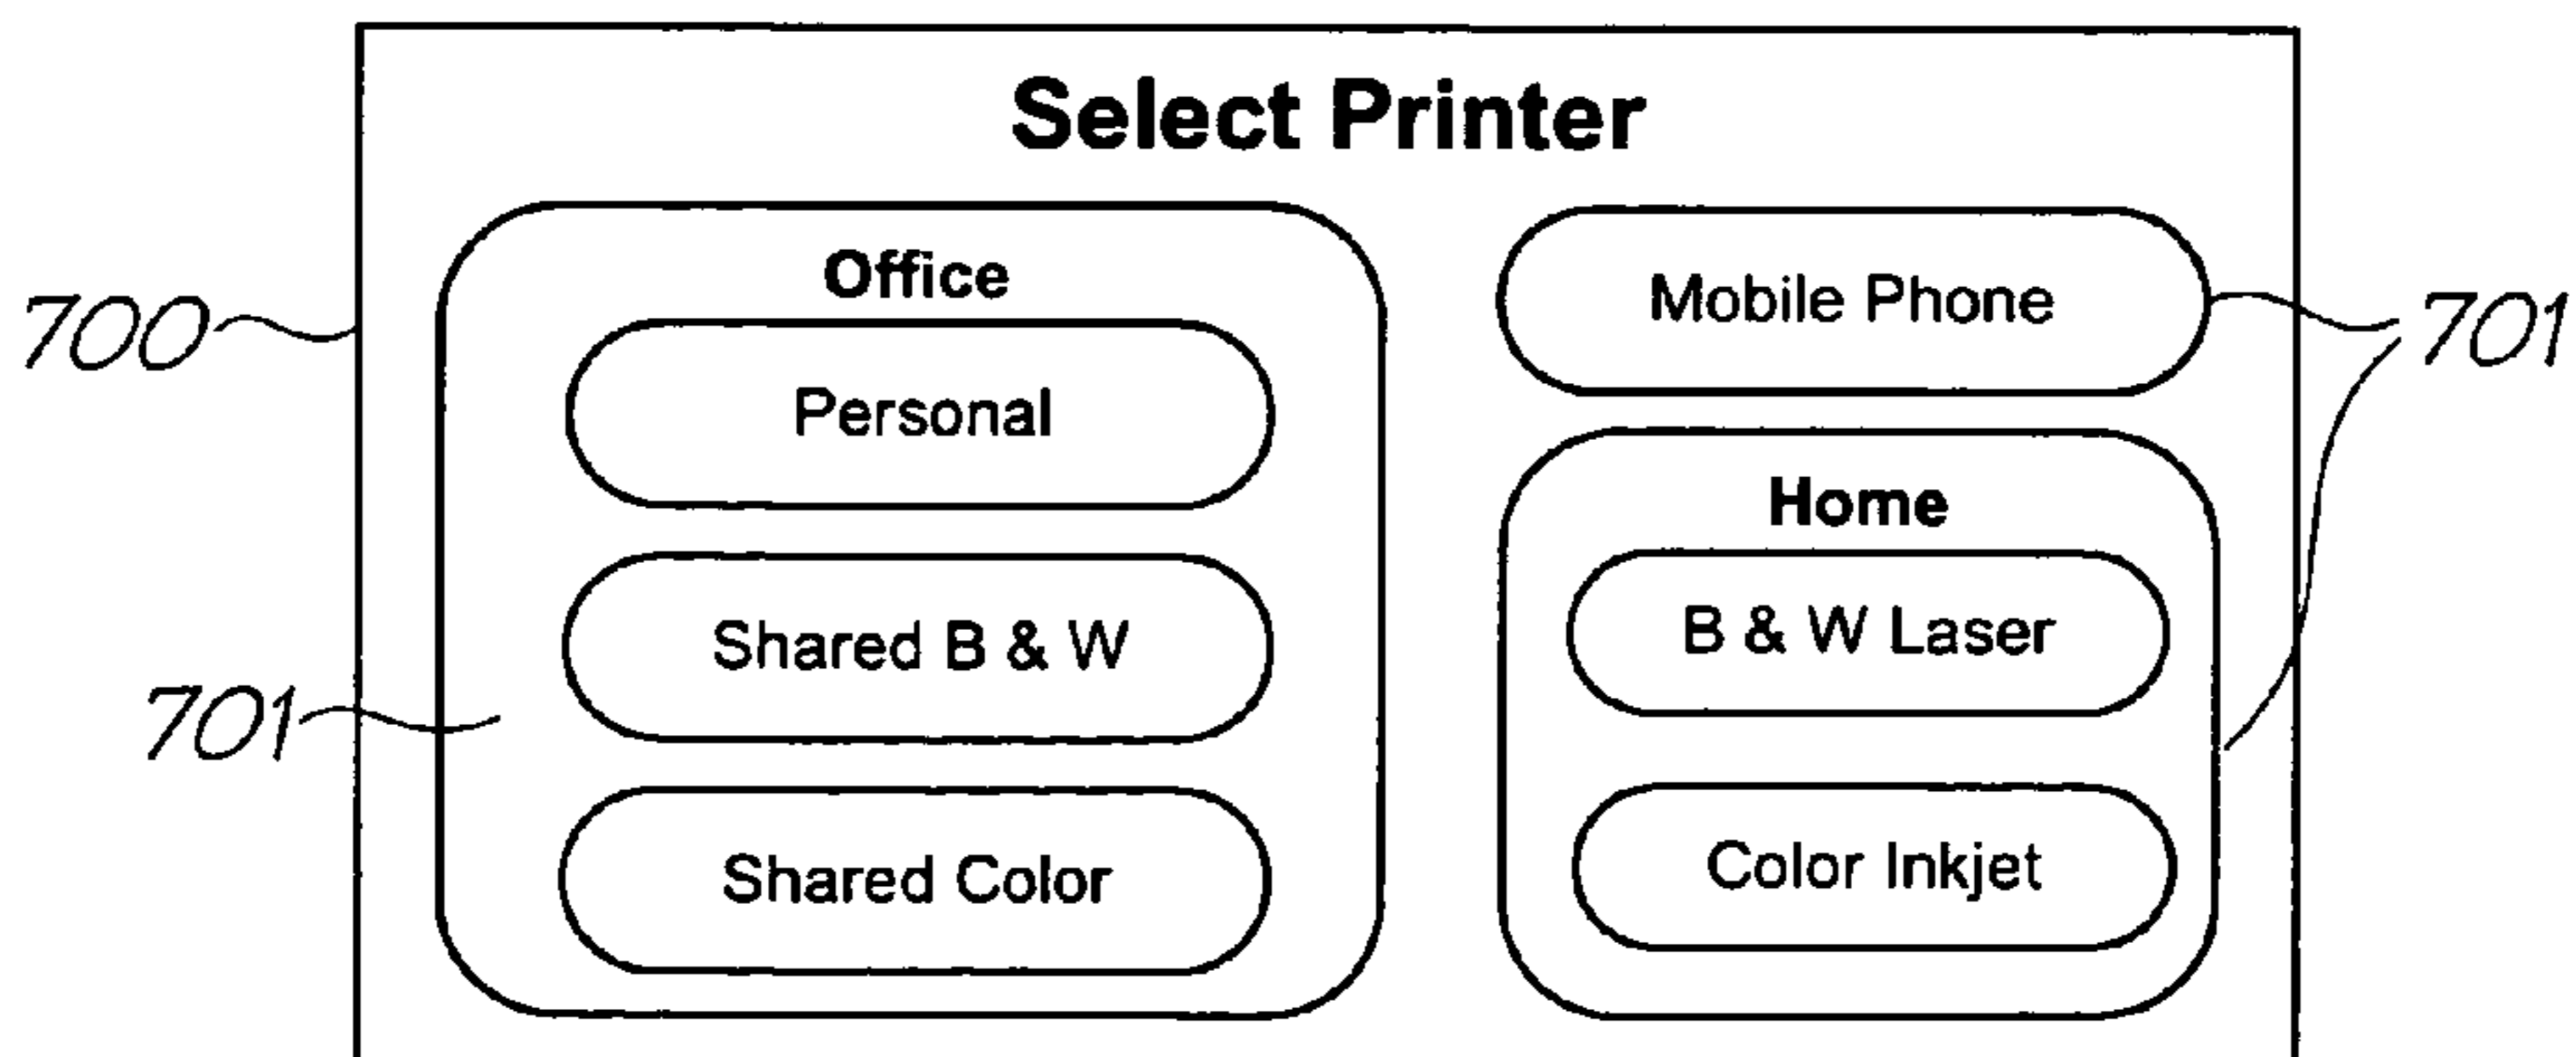 Select Printer
Office
Personal
Shared B & W
Shared Color
Mobile Phone
Home
B & W Laser
Color Inkjet
700
701
701